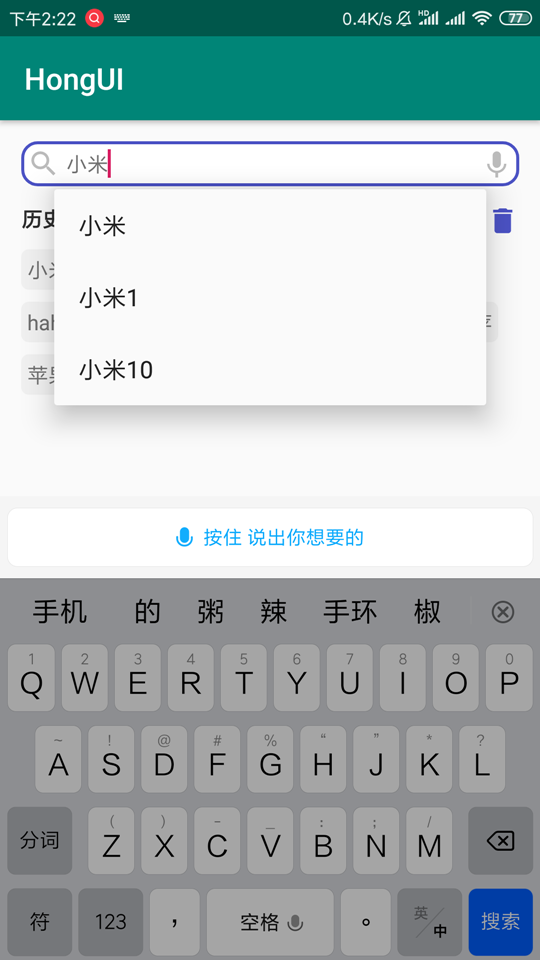 下午2:22 0.4K/s HD 77
HongUI
小米
历史
小米
小米
小米1
hah
小米10
苹果
按住 说出你想要的
手机 的 粥 辣 手环 椒
1 2 3 4 5 6 7 8 9 0
Q W E R T Y U I O P
~ ! @ # % “ ” * ?
A S D F G H J K L
( ) - _ : ; /
分词 Z X C V B N M
符 123 ， 空格 。 英/中 搜索